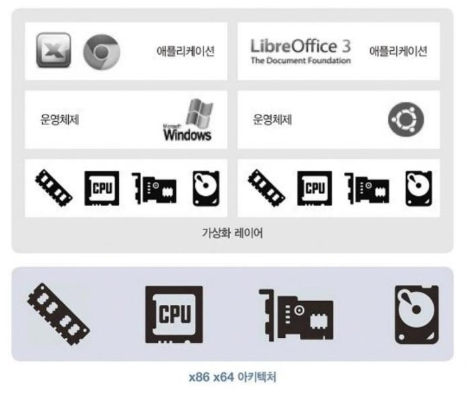 애플리케이션
LibreOffice 3
The Document Foundation
애플리케이션
운영체제
Microsoft
Windows
운영체제
CPU
CPU
가상화 레이어
CPU
x86 x64 아키텍처